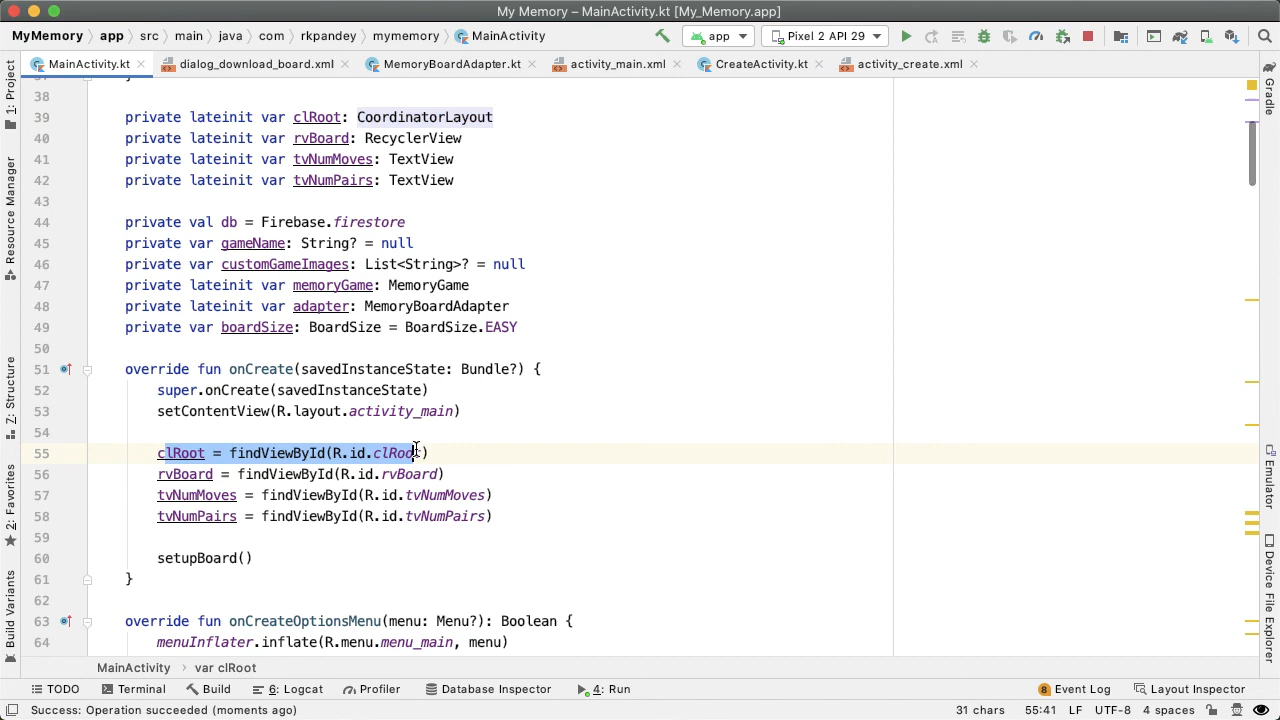 My Memory – MainActivity.kt [My_Memory.app]
MyMemory app src main java com rkpandey mymemory MainActivity app Pixel 2 API 29
MainActivity.kt dialog_download_board.xml MemoryBoardAdapter.kt activity_main.xml CreateActivity.kt activity_create.xml
1: Project
Resource Manager
Z: Structure
2: Favorites
Build Variants
38
39 private lateinit var clRoot: CoordinatorLayout
40 private lateinit var rvBoard: RecyclerView
41 private lateinit var tvNumMoves: TextView
42 private lateinit var tvNumPairs: TextView
43
44 private val db = Firebase.firestore
45 private var gameName: String? = null
46 private var customGameImages: List<String>? = null
47 private lateinit var memoryGame: MemoryGame
48 private lateinit var adapter: MemoryBoardAdapter
49 private var boardSize: BoardSize = BoardSize.EASY
50
51 override fun onCreate(savedInstanceState: Bundle?) {
52 super.onCreate(savedInstanceState)
53 setContentView(R.layout.activity_main)
54
55 clRoot = findViewById(R.id.clRoot)
56 rvBoard = findViewById(R.id.rvBoard)
57 tvNumMoves = findViewById(R.id.tvNumMoves)
58 tvNumPairs = findViewById(R.id.tvNumPairs)
59
60 setupBoard()
61 }
62
63 override fun onCreateOptionsMenu(menu: Menu?): Boolean {
64 menuInflater.inflate(R.menu.menu_main, menu)
Gradle
Emulator
Device File Explorer
MainActivity var clRoot
TODO Terminal Build 6: Logcat Profiler Database Inspector 4: Run 8 Event Log Layout Inspector
Success: Operation succeeded (moments ago) 31 chars 55:41 LF UTF-8 4 spaces